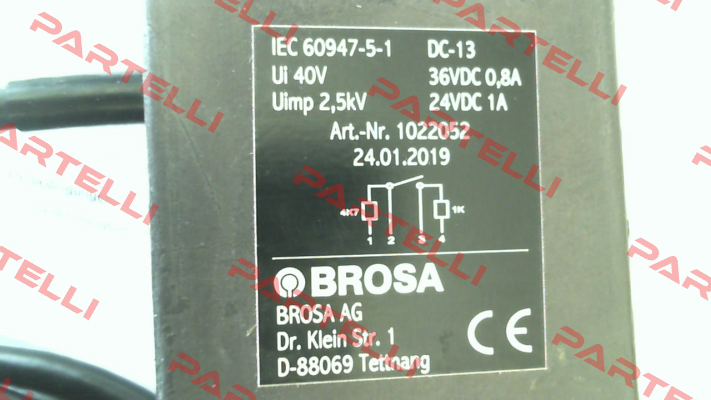 IEC 60947-5-1 DC-13
Ui 40V 36VDC 0,8A
Uimp 2,5kV 24VDC 1A
Art.-Nr. 1022052
24.01.2019
4K7 1K
1 2 3 4
BROSA
BROSA AG
Dr. Klein Str. 1
D-88069 Tettnang
CE
PARTELLI
PARTELLI
PARTELLI
PARTELLI
PARTELLI
PARTELLI